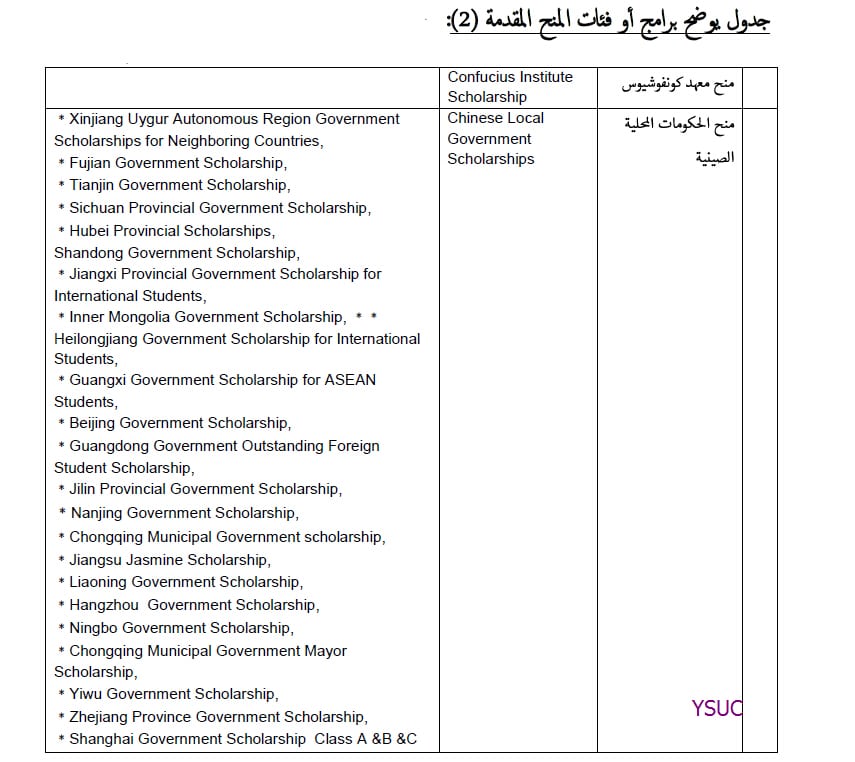 جدول يوضح برامج أو فئات المنح المقدمة (2):
منح معهد كونفوشيوس
Confucius Institute
Scholarship
منح الحكومات المحلية
الصينية
Chinese Local
Government
Scholarships
* Xinjiang Uygur Autonomous Region Government
Scholarships for Neighboring Countries,
* Fujian Government Scholarship,
* Tianjin Government Scholarship,
* Sichuan Provincial Government Scholarship,
* Hubei Provincial Scholarships,
Shandong Government Scholarship,
* Jiangxi Provincial Government Scholarship for
International Students,
* Inner Mongolia Government Scholarship, * *
Heilongjiang Government Scholarship for International
Students,
* Guangxi Government Scholarship for ASEAN
Students,
* Beijing Government Scholarship,
* Guangdong Government Outstanding Foreign
Student Scholarship,
* Jilin Provincial Government Scholarship,
* Nanjing Government Scholarship,
* Chongqing Municipal Government scholarship,
* Jiangsu Jasmine Scholarship,
* Liaoning Government Scholarship,
* Hangzhou Government Scholarship,
* Ningbo Government Scholarship,
* Chongqing Municipal Government Mayor
Scholarship,
* Yiwu Government Scholarship,
* Zhejiang Province Government Scholarship,
* Shanghai Government Scholarship Class A &B &C
YSUC